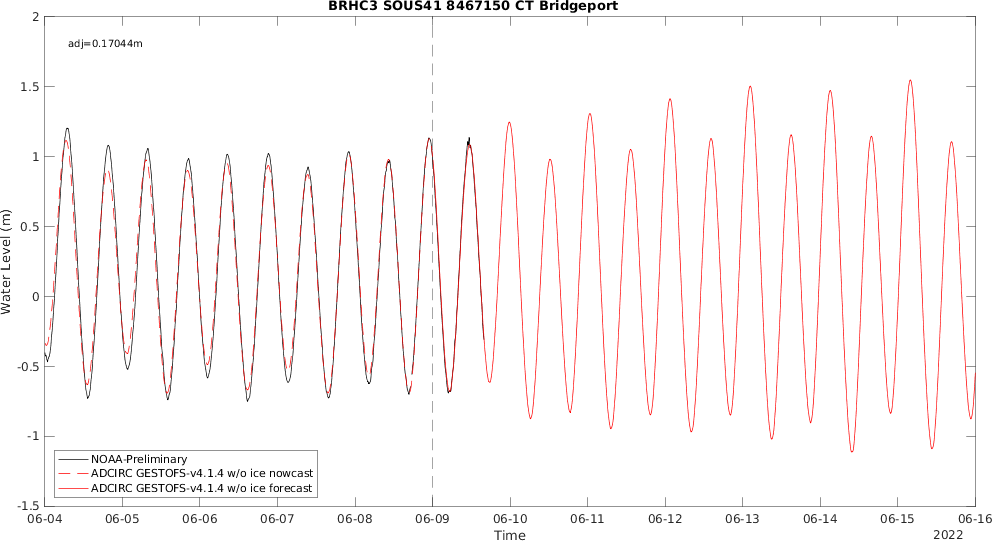 BRHC3 SOUS41 8467150 CT Bridgeport
adj=0.17044m
2
1.5
1
0.5
0
-0.5
-1
-1.5
Water Level (m)
NOAA-Preliminary
ADCIRC GESTOFS-v4.1.4 w/o ice nowcast
ADCIRC GESTOFS-v4.1.4 w/o ice forecast
06-04 06-05 06-06 06-07 06-08 06-09 06-10 06-11 06-12 06-13 06-14 06-15 06-16
Time
2022